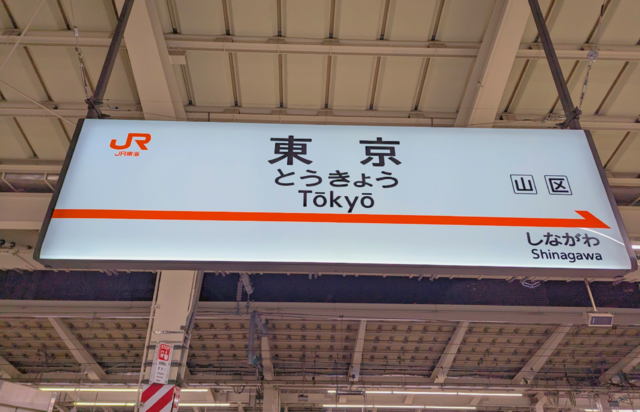 JR
JR東海
東京
とうきょう
Tōkyō
山 区
しながわ
Shinagawa